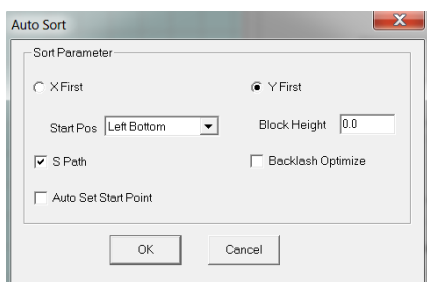 Auto Sort
Sort Parameter
X First
Y First
Start Pos Left Bottom
Block Height 0.0
S Path
Backlash Optimize
Auto Set Start Point
OK
Cancel